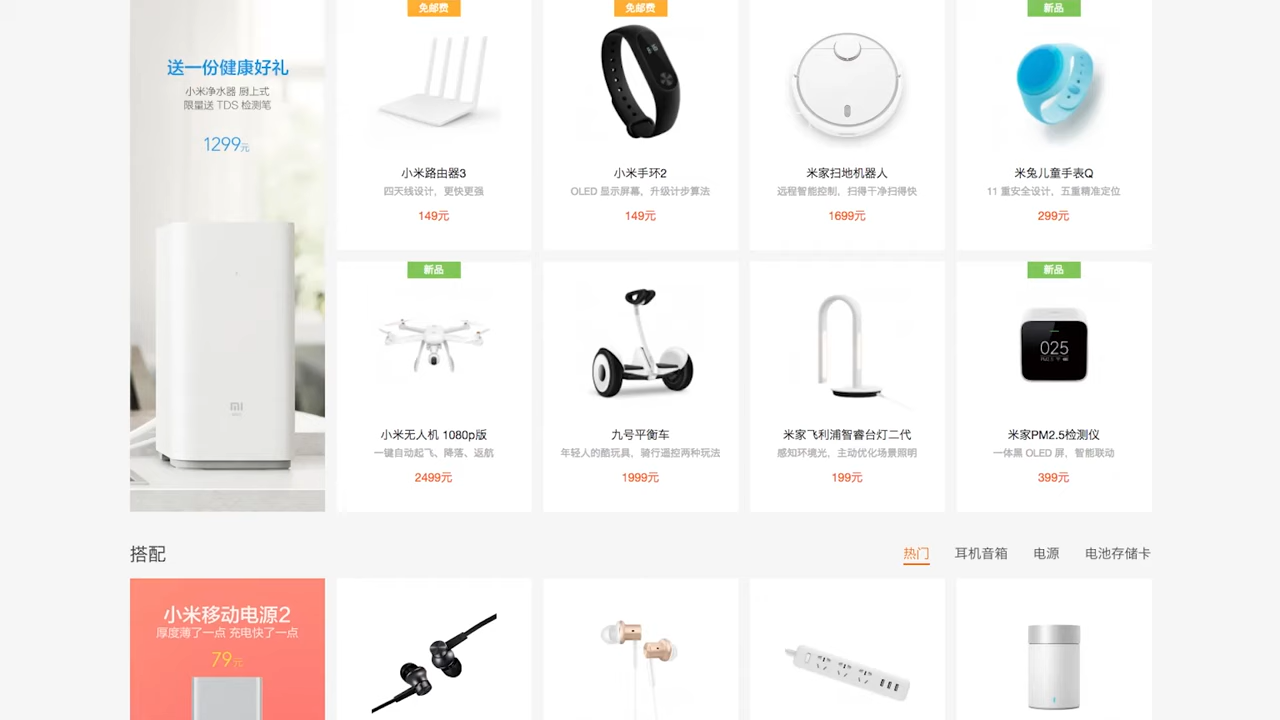 送一份健康好礼
小米净水器 厨上式
限量送 TDS 检测笔
1299元
免邮费
小米路由器3
四天线设计，更快更强
149元
免邮费
小米手环2
OLED 显示屏幕，升级计步算法
149元
米家扫地机器人
远程智能控制，扫得干净扫得快
1699元
新品
米兔儿童手表Q
11 重安全设计，五重精准定位
299元
新品
小米无人机 1080p版
一键自动起飞、降落、返航
2499元
九号平衡车
年轻人的酷玩具，骑行遥控两种玩法
1999元
米家飞利浦智睿台灯二代
感知环境光，主动优化场景照明
199元
新品
025
米家PM2.5检测仪
一体黑 OLED 屏，智能联动
399元
搭配
热门
耳机音箱
电源
电池存储卡
小米移动电源2
厚度薄了一点 充电快了一点
79元